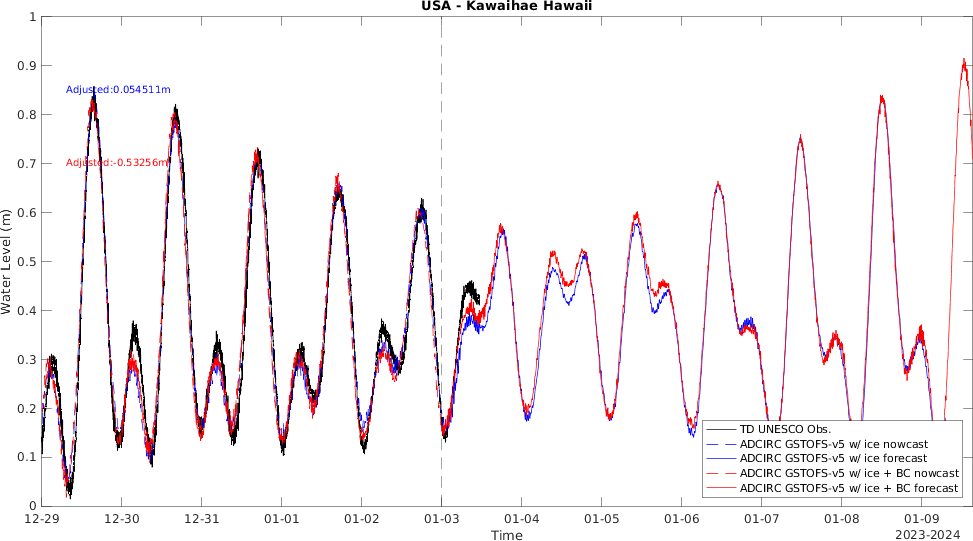 USA - Kawaihae Hawaii
1
0.9
0.8
0.7
0.6
0.5
0.4
0.3
0.2
0.1
0
Water Level (m)
Adjusted:0.054511m
Adjusted:-0.53256m
TD UNESCO Obs.
ADCIRC GSTOFS-v5 w/ ice nowcast
ADCIRC GSTOFS-v5 w/ ice forecast
ADCIRC GSTOFS-v5 w/ ice + BC nowcast
ADCIRC GSTOFS-v5 w/ ice + BC forecast
12-29 12-30 12-31 01-01 01-02 01-03 01-04 01-05 01-06 01-07 01-08 01-09
Time
2023-2024